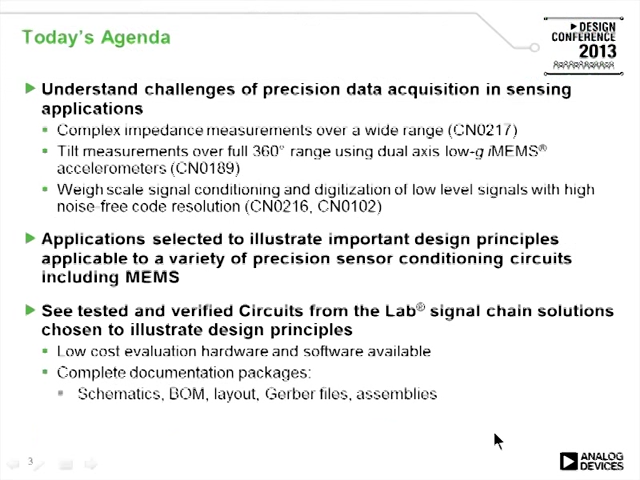 Today's Agenda
DESIGN
CONFERENCE
2013
Understand challenges of precision data acquisition in sensing
applications
Complex impedance measurements over a wide range (CN0217)
Tilt measurements over full 360° range using dual axis low-g iMEMS®
accelerometers (CN0189)
Weigh scale signal conditioning and digitization of low level signals with high
noise-free code resolution (CN0216, CN0102)
Applications selected to illustrate important design principles
applicable to a variety of precision sensor conditioning circuits
including MEMS
See tested and verified Circuits from the Lab® signal chain solutions
chosen to illustrate design principles
Low cost evaluation hardware and software available
Complete documentation packages:
Schematics, BOM, layout, Gerber files, assemblies
3
ANALOG
DEVICES